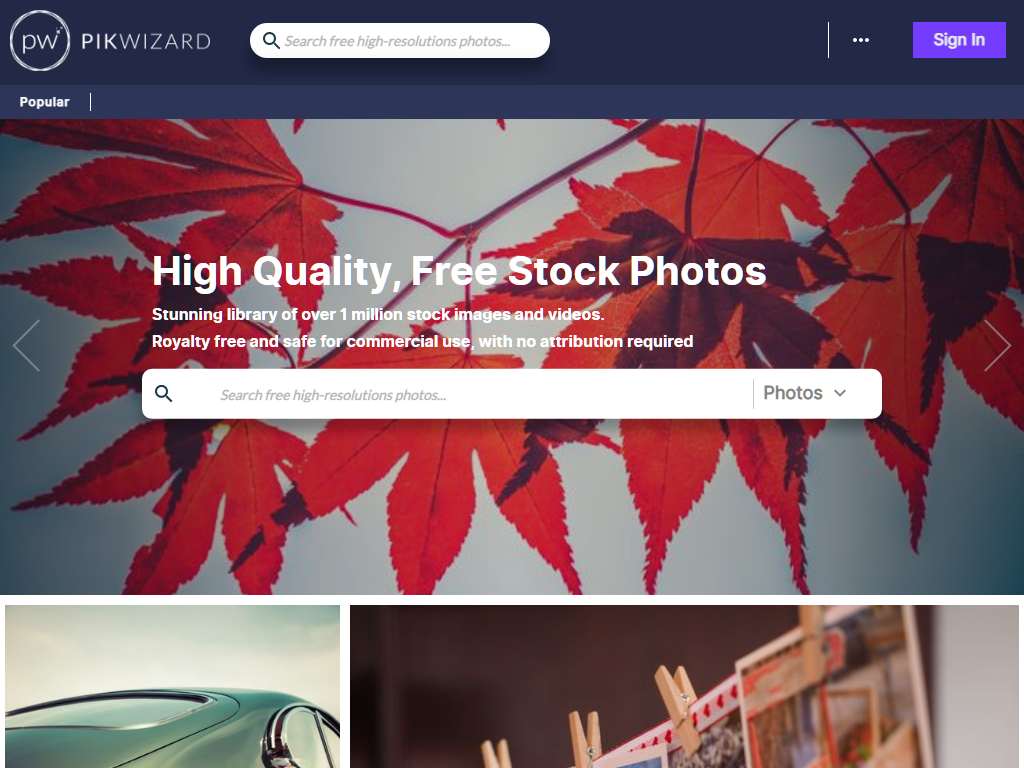 pw PIKWIZARD
Search free high-resolutions photos...
Sign In
Popular
High Quality, Free Stock Photos
Stunning library of over 1 million stock images and videos.
Royalty free and safe for commercial use, with no attribution required
Search free high-resolutions photos...
Photos